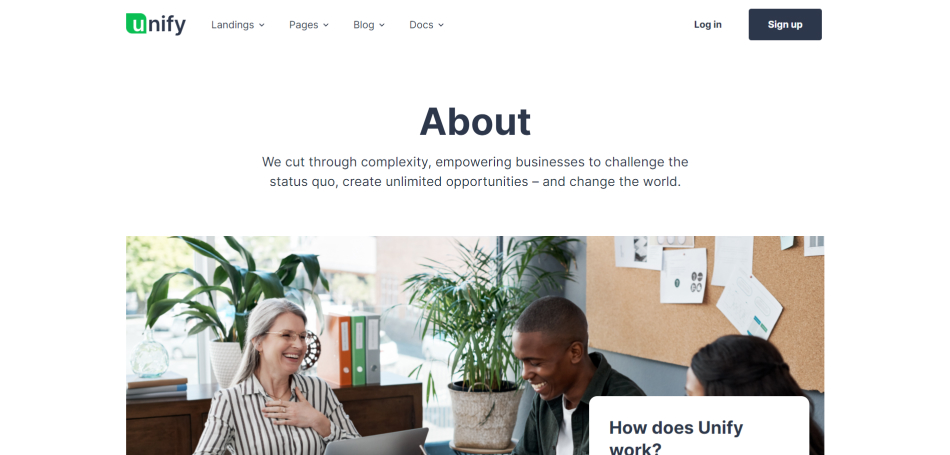 unify
Landings Pages Blog Docs Log in Sign up
About
We cut through complexity, empowering businesses to challenge the
status quo, create unlimited opportunities – and change the world.
How does Unify
work?